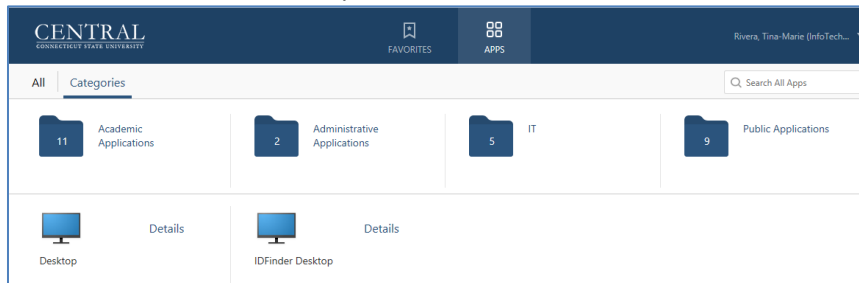 CENTRAL
CONNECTICUT STATE UNIVERSITY
FAVORITES
APPS
Rivera, Tina-Marie (InfoTech...
All
Categories
Search All Apps
11
Academic
Applications
2
Administrative
Applications
5
IT
9
Public Applications
Details
Desktop
Details
IDFinder Desktop